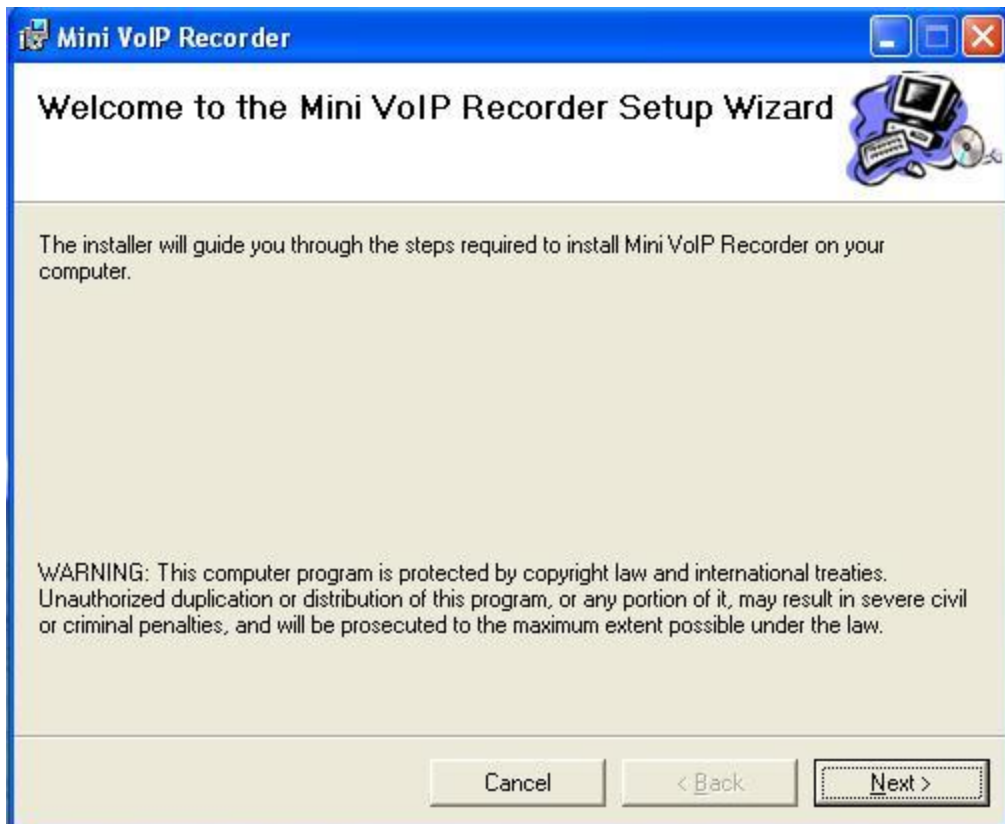 Mini VoIP Recorder
Welcome to the Mini VoIP Recorder Setup Wizard
The installer will guide you through the steps required to install Mini VoIP Recorder on your
computer.
WARNING: This computer program is protected by copyright law and international treaties.
Unauthorized duplication or distribution of this program, or any portion of it, may result in severe civil
or criminal penalties, and will be prosecuted to the maximum extent possible under the law.
Cancel
< Back
Next >